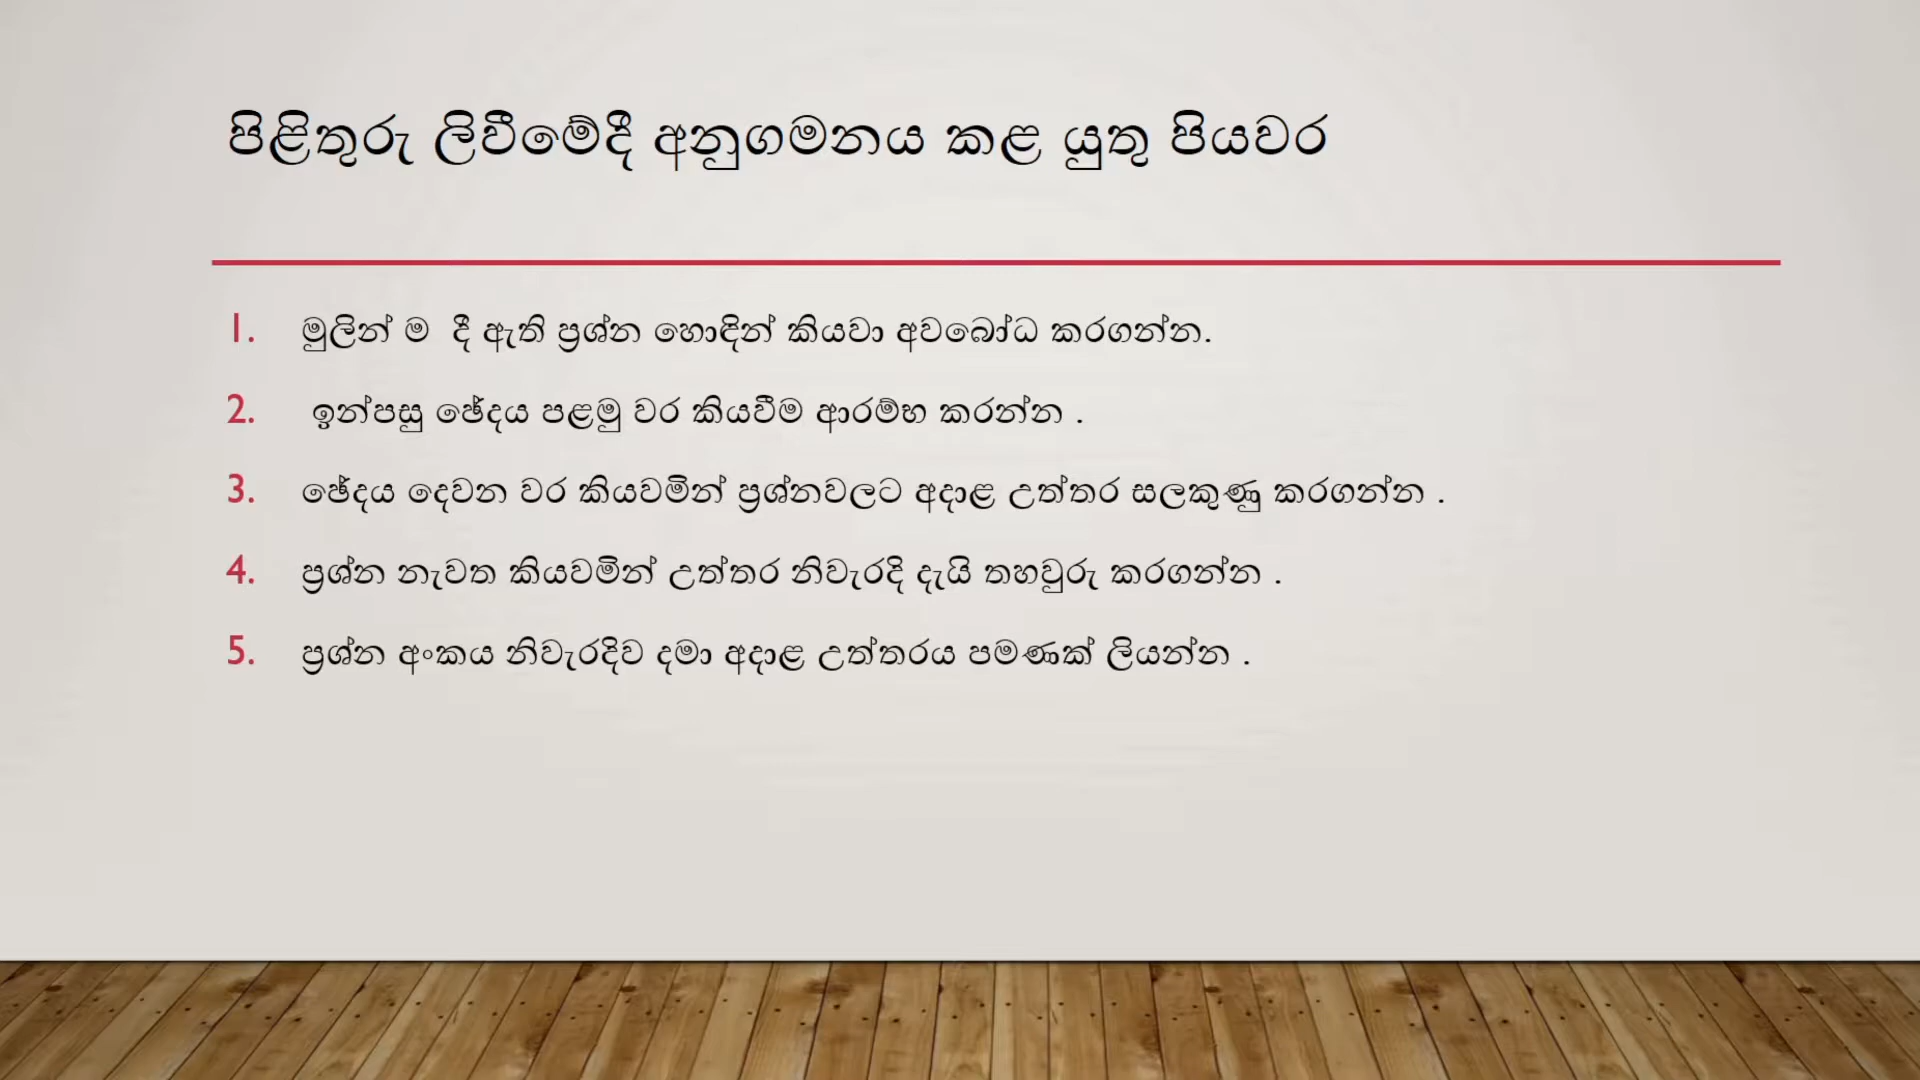 පිළිතුරු ලිවීමේදී අනුගමනය කළ යුතු පියවර
1. මුලින් ම දී ඇති ප්‍රශ්න හොඳින් කියවා අවබෝධ කරගන්න.
2. ඉන්පසු ඡේදය පළමු වර කියවීම ආරම්භ කරන්න .
3. ඡේදය දෙවන වර කියවමින් ප්‍රශ්නවලට අදාළ උත්තර සලකුණු කරගන්න .
4. ප්‍රශ්න නැවත කියවමින් උත්තර නිවැරදි දැයි තහවුරු කරගන්න .
5. ප්‍රශ්න අංකය නිවැරදිව දමා අදාළ උත්තරය පමණක් ලියන්න .